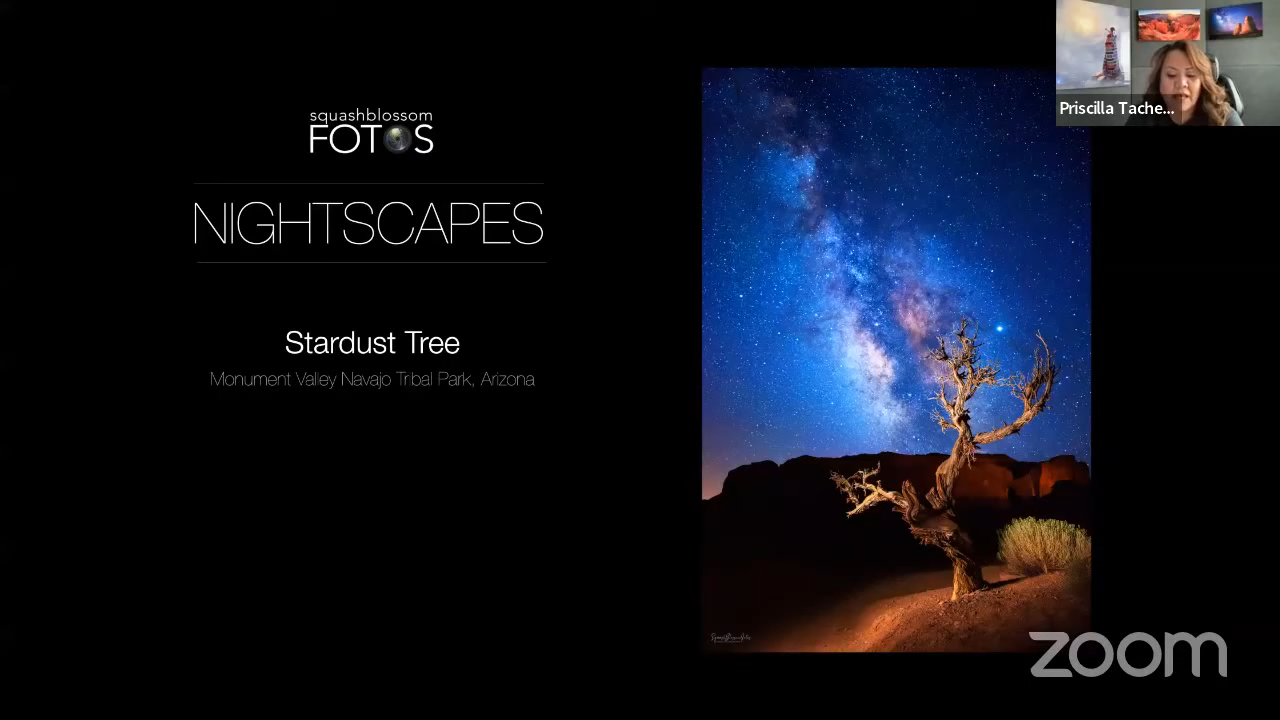 squashblossom
FOTOS
NIGHTSCAPES
Stardust Tree
Monument Valley Navajo Tribal Park, Arizona
Priscilla Tache...
zoom